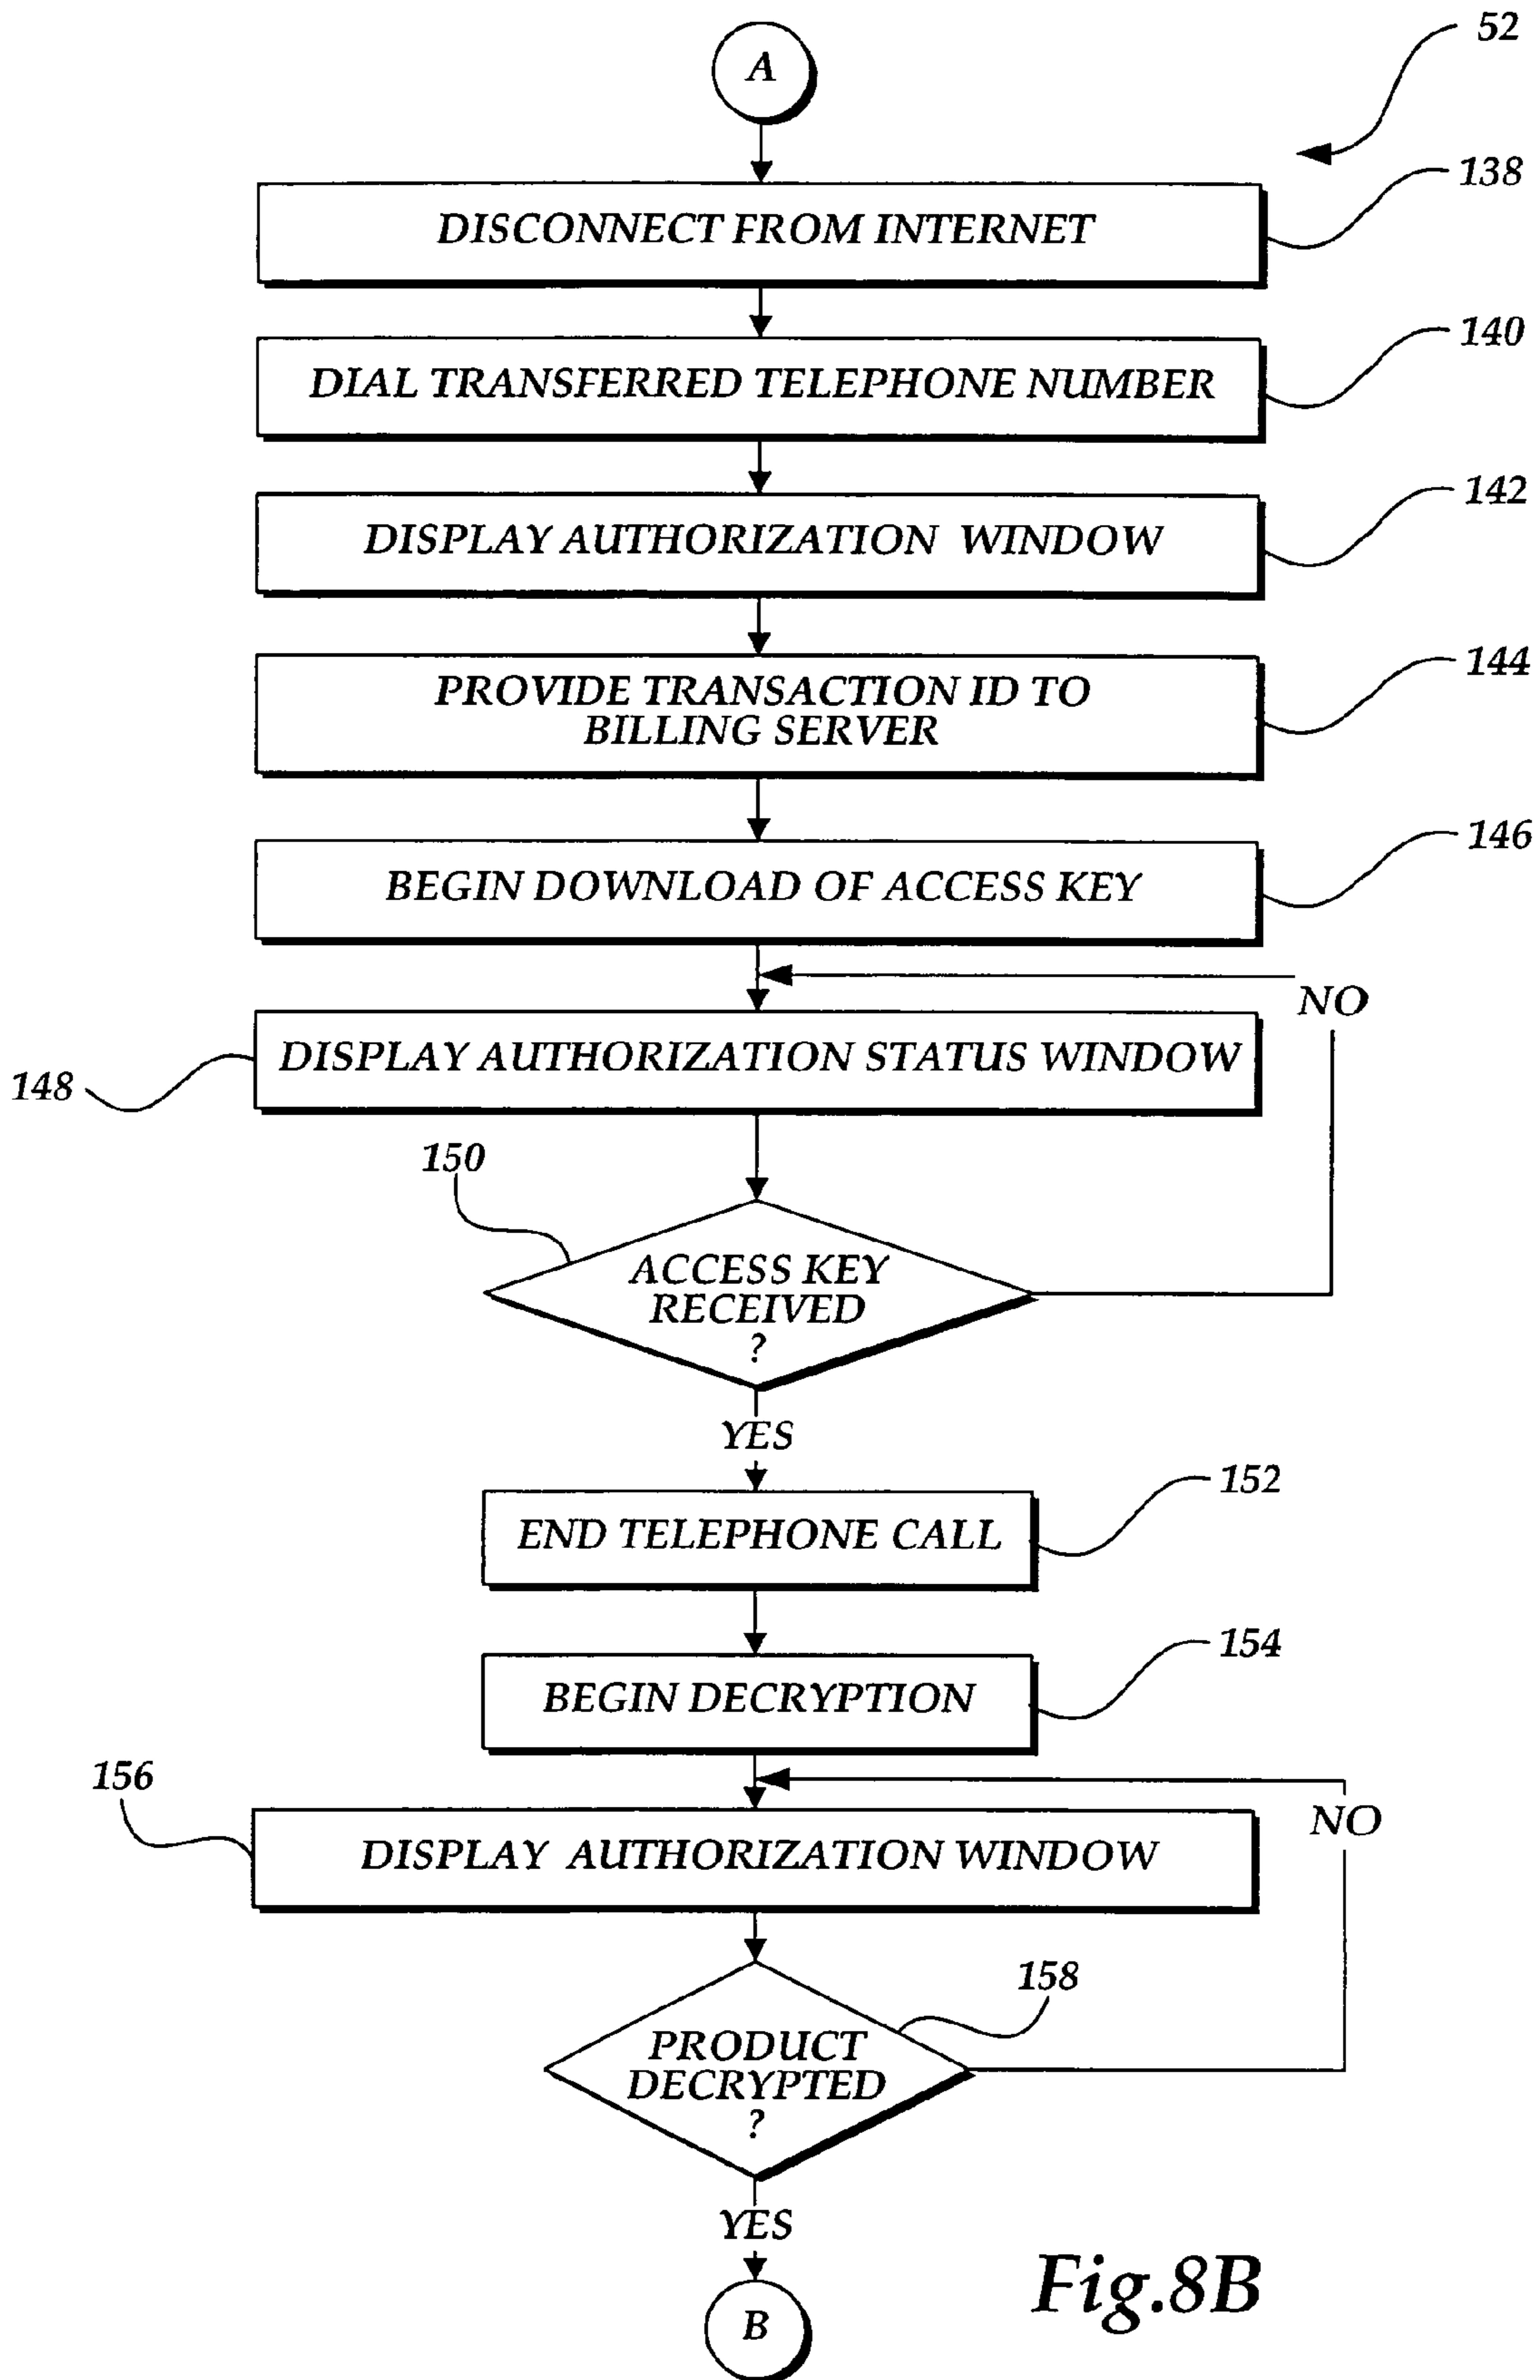 A
52
138
DISCONNECT FROM INTERNET
140
DIAL TRANSFERRED TELEPHONE NUMBER
142
DISPLAY AUTHORIZATION WINDOW
144
PROVIDE TRANSACTION ID TO
BILLING SERVER
146
BEGIN DOWNLOAD OF ACCESS KEY
NO
DISPLAY AUTHORIZATION STATUS WINDOW
148
150
ACCESS KEY
RECEIVED
?
YES
152
END TELEPHONE CALL
154
BEGIN DECRYPTION
156
NO
DISPLAY AUTHORIZATION WINDOW
158
PRODUCT
DECRYPTED
?
YES
B
Fig.8B